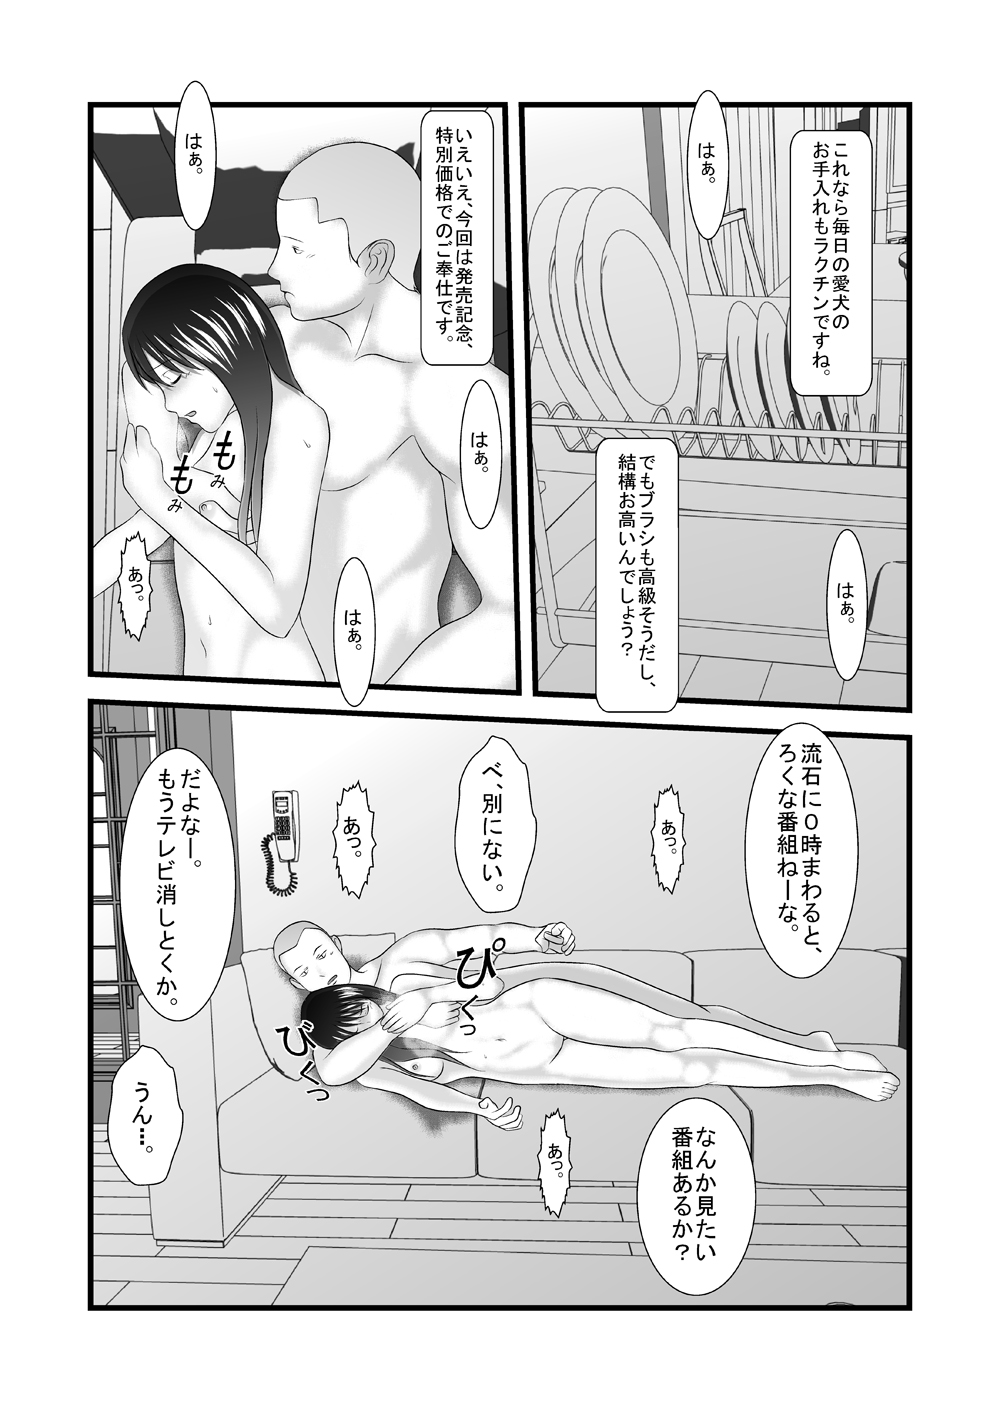 これなら毎日の愛犬の
お手入れもラクチンですね。
はぁ。
でもブラシも高級そうだし、
結構お高いんでしょう？
はぁ。
いえいえ、今回は発売記念、
特別価格でのご奉仕です。
はぁ。
はぁ。
もみ
もみ
はぁ。
あっ。
流石に０時まわると、
ろくな番組ねーな。
あっ。
べ、別にない。
あっ。
だよなー。
もうテレビ消しとくか。
ぴくっ
びくっ
なんか見たい
番組あるか？
あっ。
うん…。